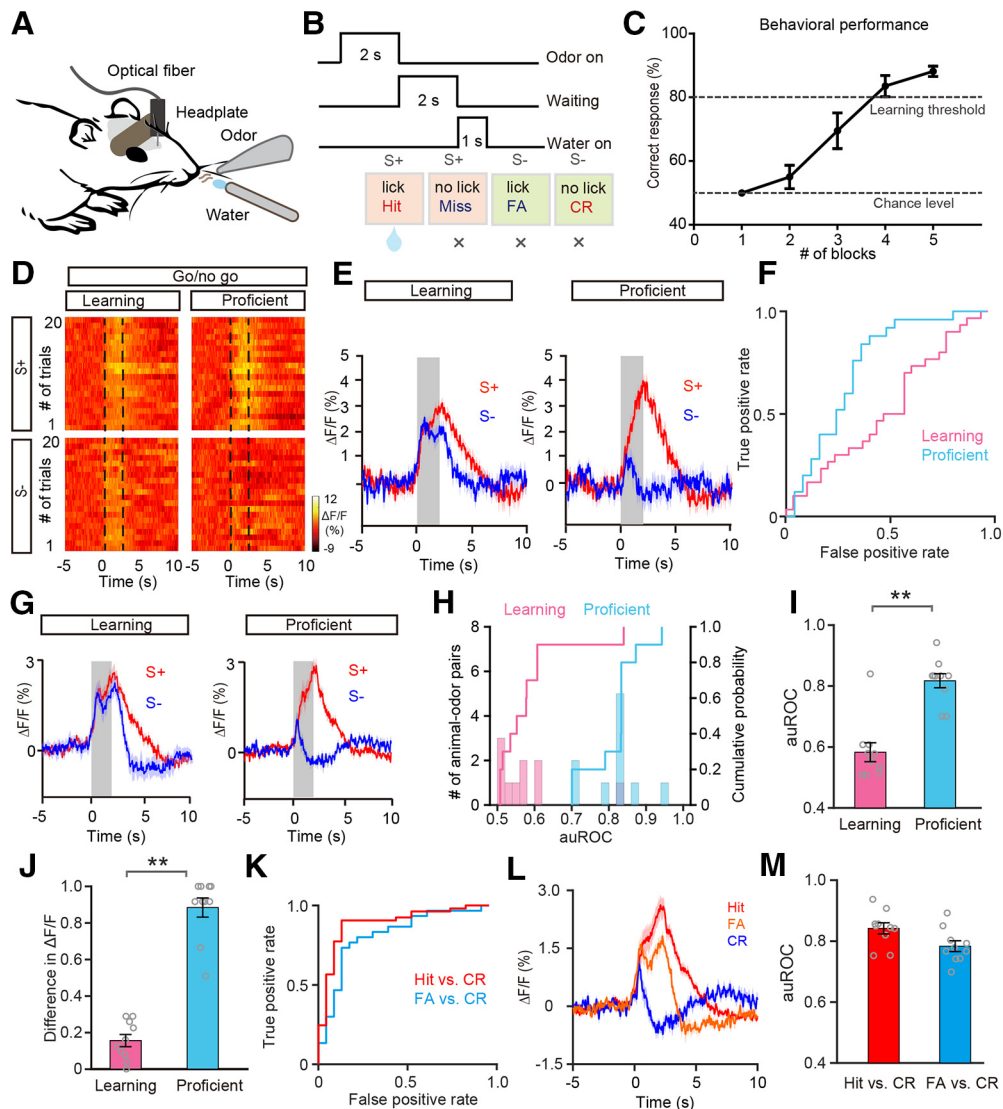 A
Optical fiber
Headplate
Odor
Water
B
2 s
Odor on
2 s
Waiting
1 s
Water on
S+ S+ S- S-
lick no lick lick no lick
Hit Miss FA CR
× × ×
C
Behavioral performance
Correct response (%)
100
80
60
40
Learning threshold
Chance level
0 1 2 3 4 5
# of blocks
D
Go/no go
Learning Proficient
S+
# of trials
20
1
S-
# of trials
20
1
12
ΔF/F
(%)
-9
-5 0 5 10 -5 0 5 10
Time (s) Time (s)
E
Learning Proficient
ΔF/F (%)
5
4
3
2
1
0
S+
S-
-5 0 5 10
Time (s)
ΔF/F (%)
5
4
3
2
1
0
S+
S-
-5 0 5 10
Time (s)
F
True positive rate
1.0
0.5
0
Learning
Proficient
0 0.5 1.0
False positive rate
G
Learning Proficient
ΔF/F (%)
3
0
S+
S-
-5 0 5 10
Time (s)
ΔF/F (%)
3
0
S+
S-
-5 0 5 10
Time (s)
H
Learning Proficient
# of animal-odor pairs
8
6
4
2
0
1.0
0.8
0.6
0.4
0.2
0
Cumulative probability
0.5 0.6 0.7 0.8 0.9 1.0
auROC
I
**
auROC
1.0
0.8
0.6
0.4
Learning Proficient
J
**
Difference in ΔF/F
1.0
0.8
0.6
0.4
0.2
0
Learning Proficient
K
True positive rate
1.0
0.5
0
Hit vs. CR
FA vs. CR
0 0.5 1.0
False positive rate
L
ΔF/F (%)
3.0
1.5
0
-1.5
Hit
FA
CR
-5 0 5 10
Time (s)
M
auROC
1.0
0.8
0.6
0.4
Hit vs. CR FA vs. CR